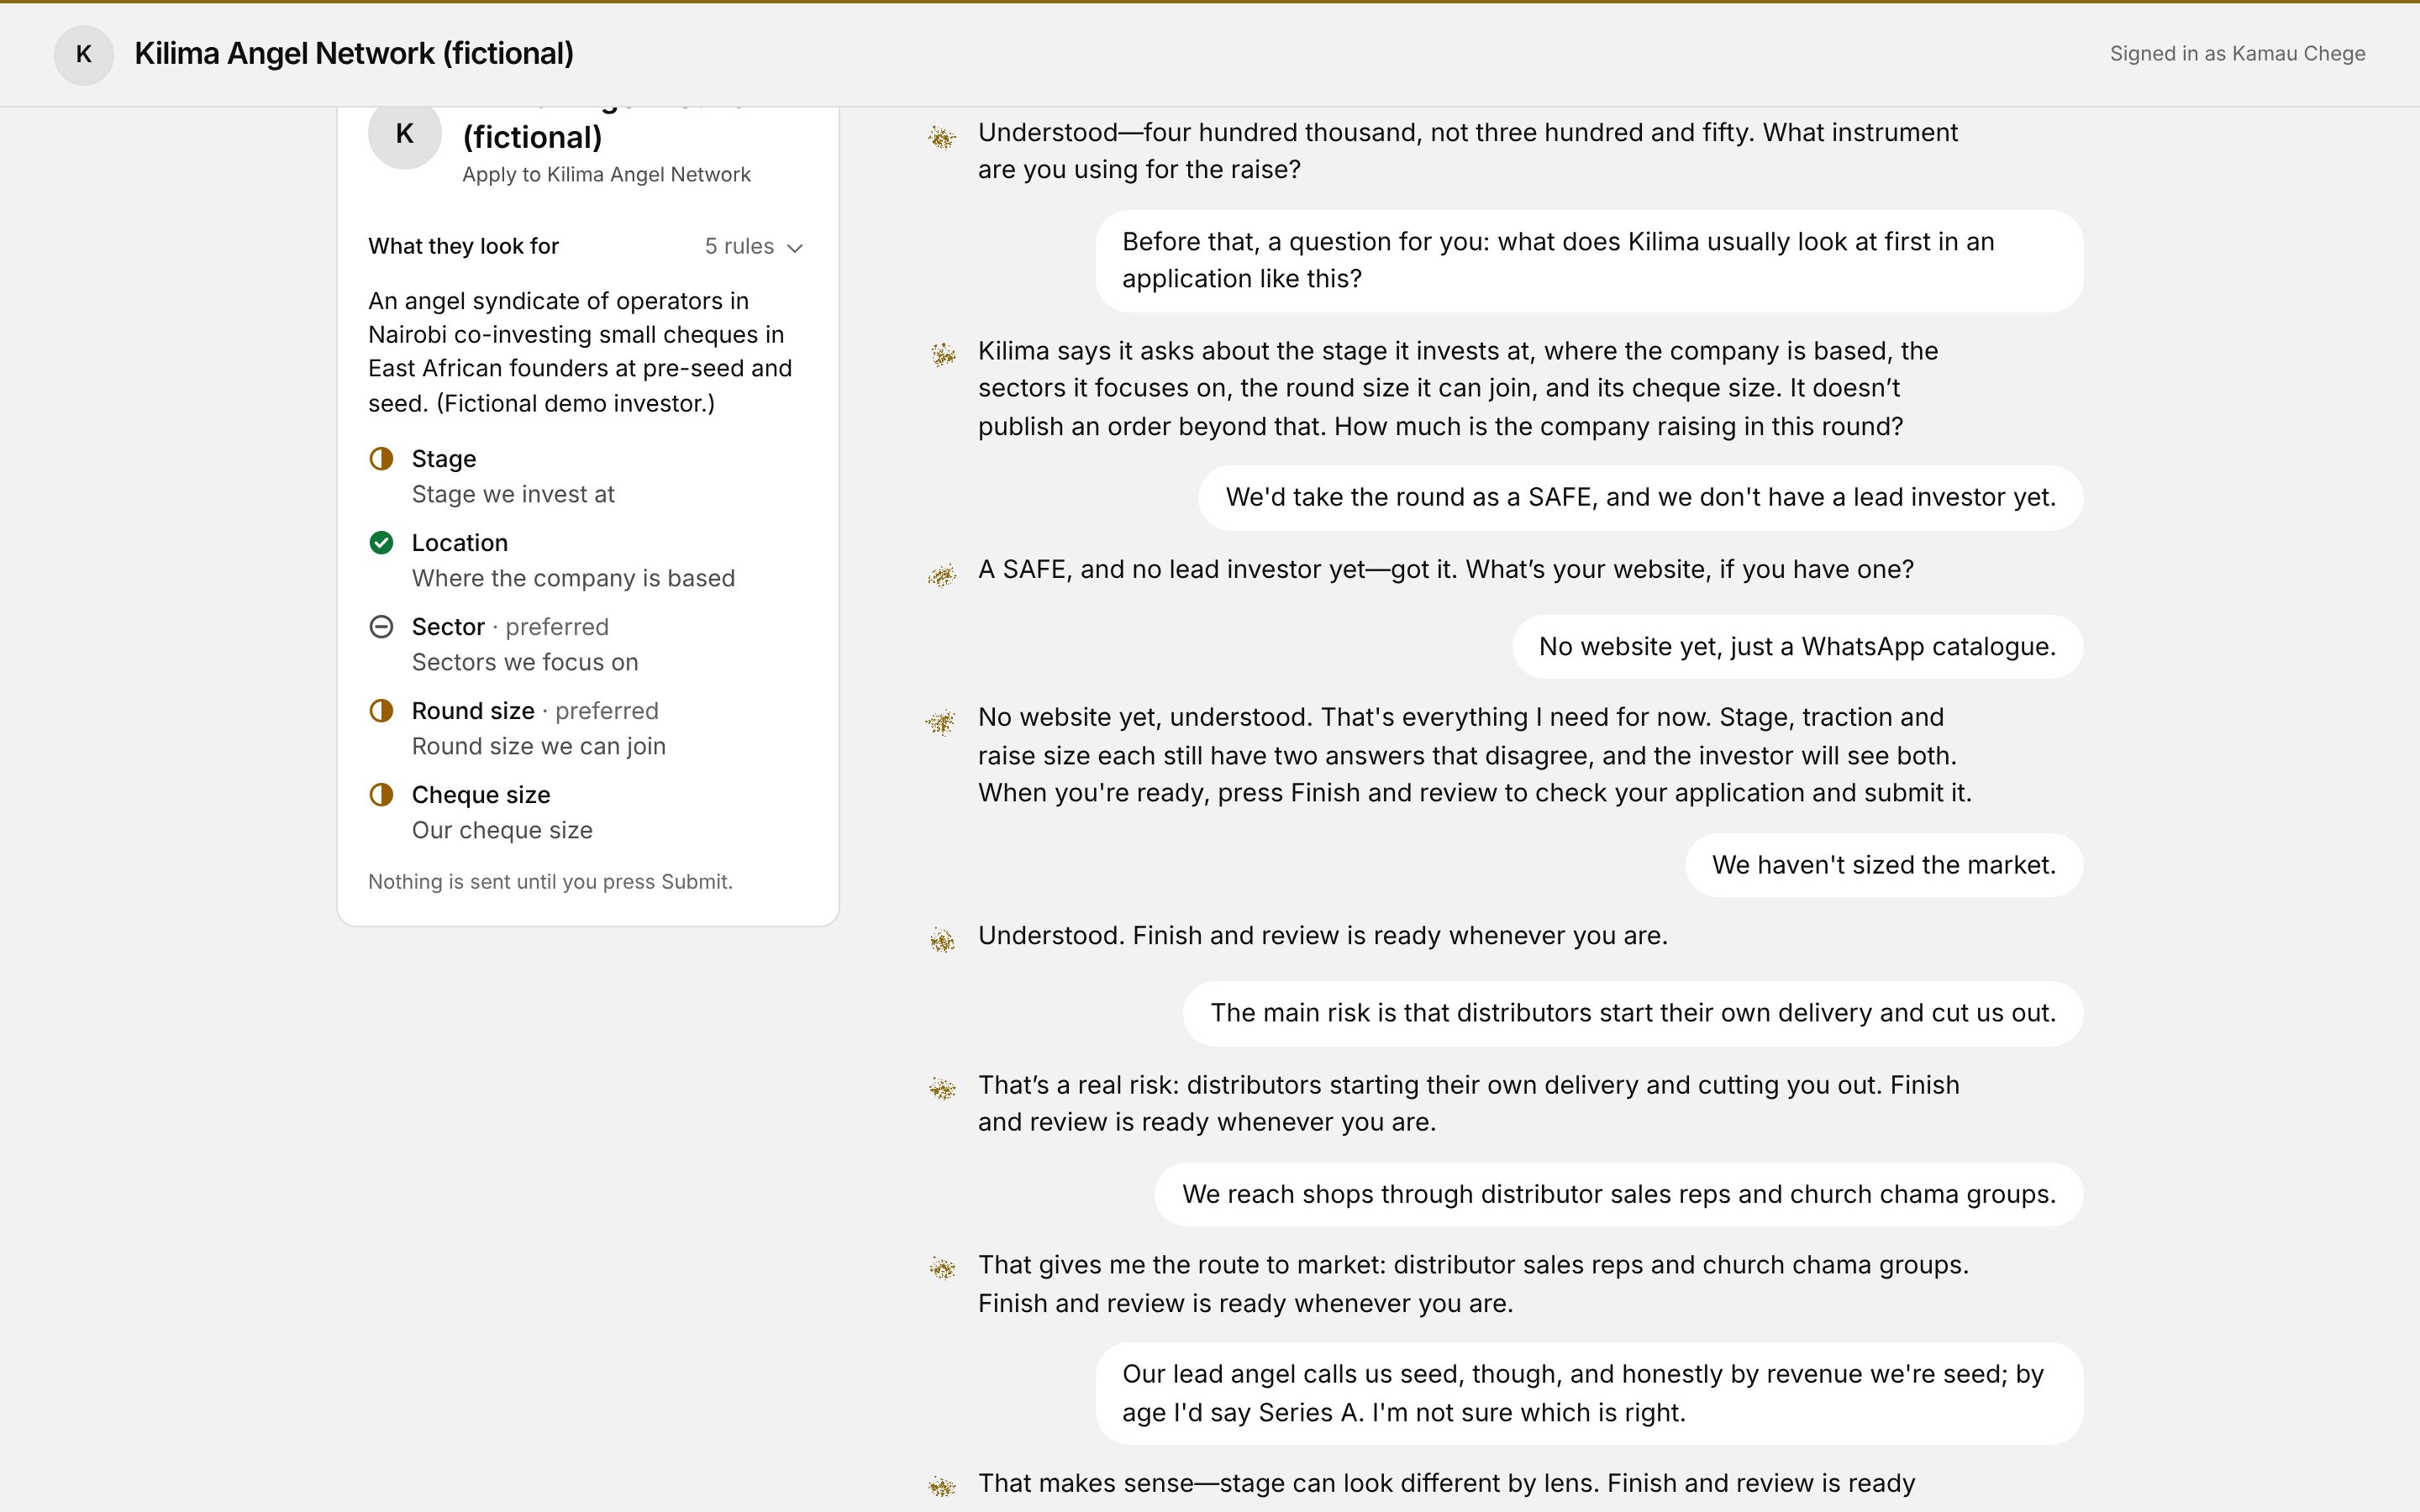 K
Kilima Angel Network (fictional)
Signed in as Kamau Chege
K
(fictional)
Apply to Kilima Angel Network
What they look for
5 rules
An angel syndicate of operators in
Nairobi co-investing small cheques in
East African founders at pre-seed and
seed. (Fictional demo investor.)
Stage
Stage we invest at
Location
Where the company is based
Sector · preferred
Sectors we focus on
Round size · preferred
Round size we can join
Cheque size
Our cheque size
Nothing is sent until you press Submit.
Understood—four hundred thousand, not three hundred and fifty. What instrument
are you using for the raise?
Before that, a question for you: what does Kilima usually look at first in an
application like this?
Kilima says it asks about the stage it invests at, where the company is based, the
sectors it focuses on, the round size it can join, and its cheque size. It doesn’t
publish an order beyond that. How much is the company raising in this round?
We'd take the round as a SAFE, and we don't have a lead investor yet.
A SAFE, and no lead investor yet—got it. What’s your website, if you have one?
No website yet, just a WhatsApp catalogue.
No website yet, understood. That's everything I need for now. Stage, traction and
raise size each still have two answers that disagree, and the investor will see both.
When you're ready, press Finish and review to check your application and submit it.
We haven't sized the market.
Understood. Finish and review is ready whenever you are.
The main risk is that distributors start their own delivery and cut us out.
That’s a real risk: distributors starting their own delivery and cutting you out. Finish
and review is ready whenever you are.
We reach shops through distributor sales reps and church chama groups.
That gives me the route to market: distributor sales reps and church chama groups.
Finish and review is ready whenever you are.
Our lead angel calls us seed, though, and honestly by revenue we're seed; by
age I'd say Series A. I'm not sure which is right.
That makes sense—stage can look different by lens. Finish and review is ready